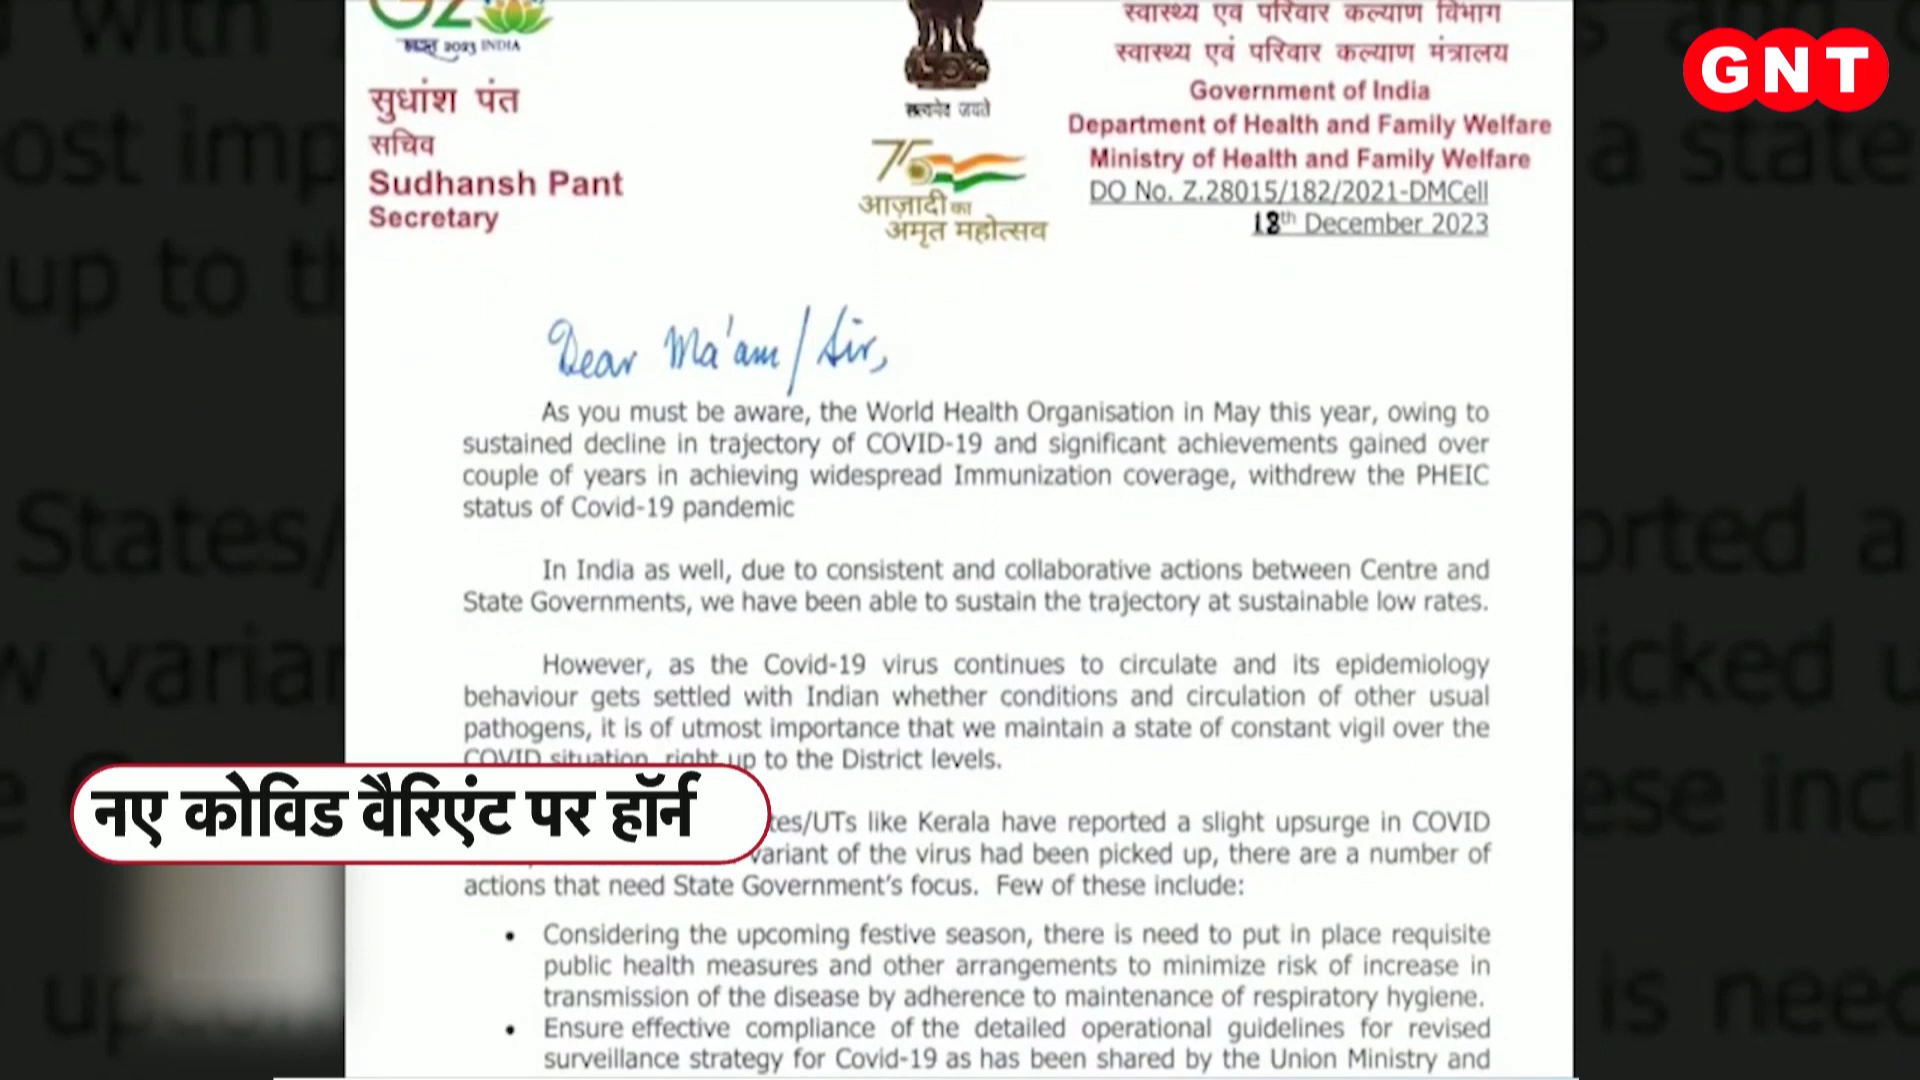 G20
भारत 2023 INDIA
सुधांश पंत
सचिव
Sudhansh Pant
Secretary
सत्यमेव जयते
75
आज़ादी का
अमृत महोत्सव
स्वास्थ्य एवं परिवार कल्याण विभाग
स्वास्थ्य एवं परिवार कल्याण मंत्रालय
Government of India
Department of Health and Family Welfare
Ministry of Health and Family Welfare
DO No. Z.28015/182/2021-DMCell
18th December 2023
GNT
Dear Ma'am/Sir,
As you must be aware, the World Health Organisation in May this year, owing to
sustained decline in trajectory of COVID-19 and significant achievements gained over
couple of years in achieving widespread Immunization coverage, withdrew the PHEIC
status of Covid-19 pandemic
In India as well, due to consistent and collaborative actions between Centre and
State Governments, we have been able to sustain the trajectory at sustainable low rates.
However, as the Covid-19 virus continues to circulate and its epidemiology
behaviour gets settled with Indian whether conditions and circulation of other usual
pathogens, it is of utmost importance that we maintain a state of constant vigil over the
COVID situation, right up to the District levels.
tes/UTs like Kerala have reported a slight upsurge in COVID
variant of the virus had been picked up, there are a number of
actions that need State Government's focus. Few of these include:
• Considering the upcoming festive season, there is need to put in place requisite
public health measures and other arrangements to minimize risk of increase in
transmission of the disease by adherence to maintenance of respiratory hygiene.
• Ensure effective compliance of the detailed operational guidelines for revised
surveillance strategy for Covid-19 as has been shared by the Union Ministry and
नए कोविड वैरिएंट पर हॉर्न